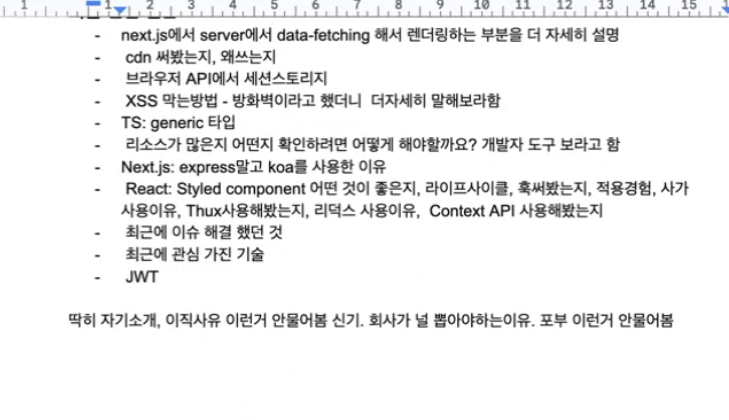 1 1 2 3 4 5 6 7 8 9 10 11 12 13 14 15
- next.js에서 server에서 data-fetching 해서 렌더링하는 부분을 더 자세히 설명
- cdn 써봤는지, 왜쓰는지
- 브라우저 API에서 세션스토리지
- XSS 막는방법 - 방화벽이라고 했더니 더자세히 말해보라함
- TS: generic 타입
- 리소스가 많은지 어떤지 확인하려면 어떻게 해야할까요? 개발자 도구 보라고 함
- Next.js: express말고 koa를 사용한 이유
- React: Styled component 어떤 것이 좋은지, 라이프사이클, 훅써봤는지, 적용경험, 사가
사용이유, Thux사용해봤는지, 리덕스 사용이유, Context API 사용해봤는지
- 최근에 이슈 해결 했던 것
- 최근에 관심 가진 기술
- JWT
딱히 자기소개, 이직사유 이런거 안물어봄 신기. 회사가 널 뽑아야하는이유. 포부 이런거 안물어봄